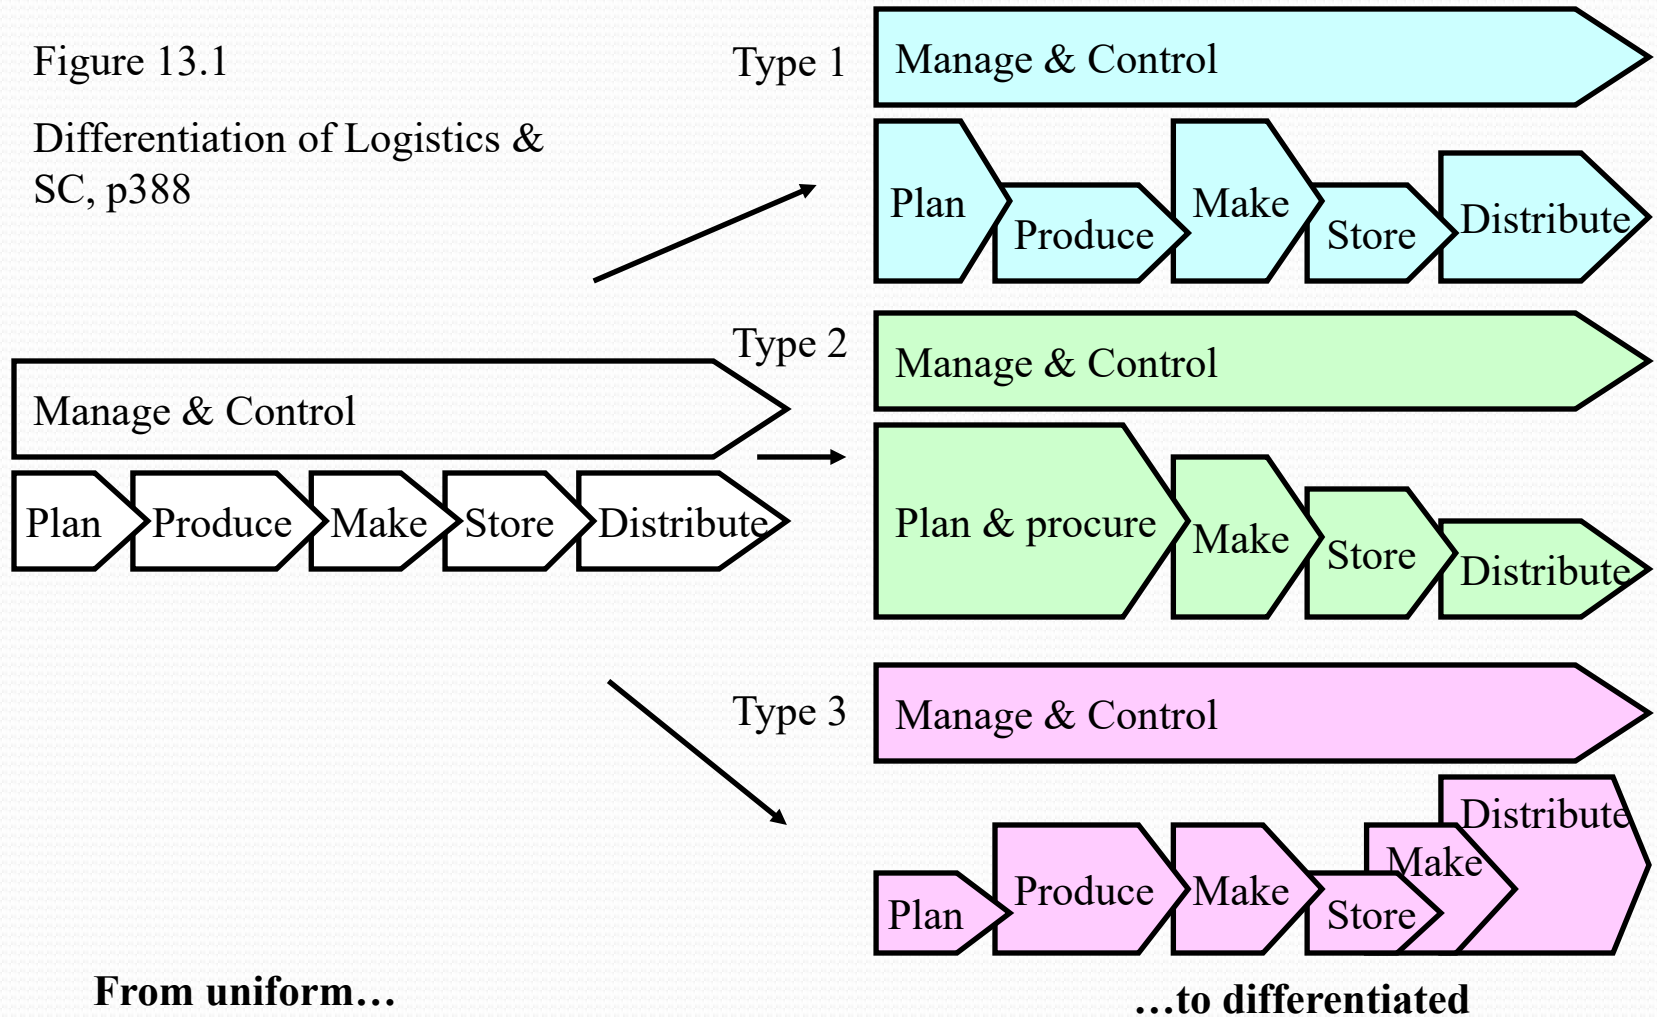 Figure 13.1
Differentiation of Logistics &
SC, p388
Type 1
Manage & Control
Plan
Produce
Make
Store
Distribute
Type 2
Manage & Control
Plan & procure
Make
Store
Distribute
Manage & Control
Plan
Produce
Make
Store
Distribute
Type 3
Manage & Control
Plan
Produce
Make
Store
Make
Distribute
From uniform…
…to differentiated